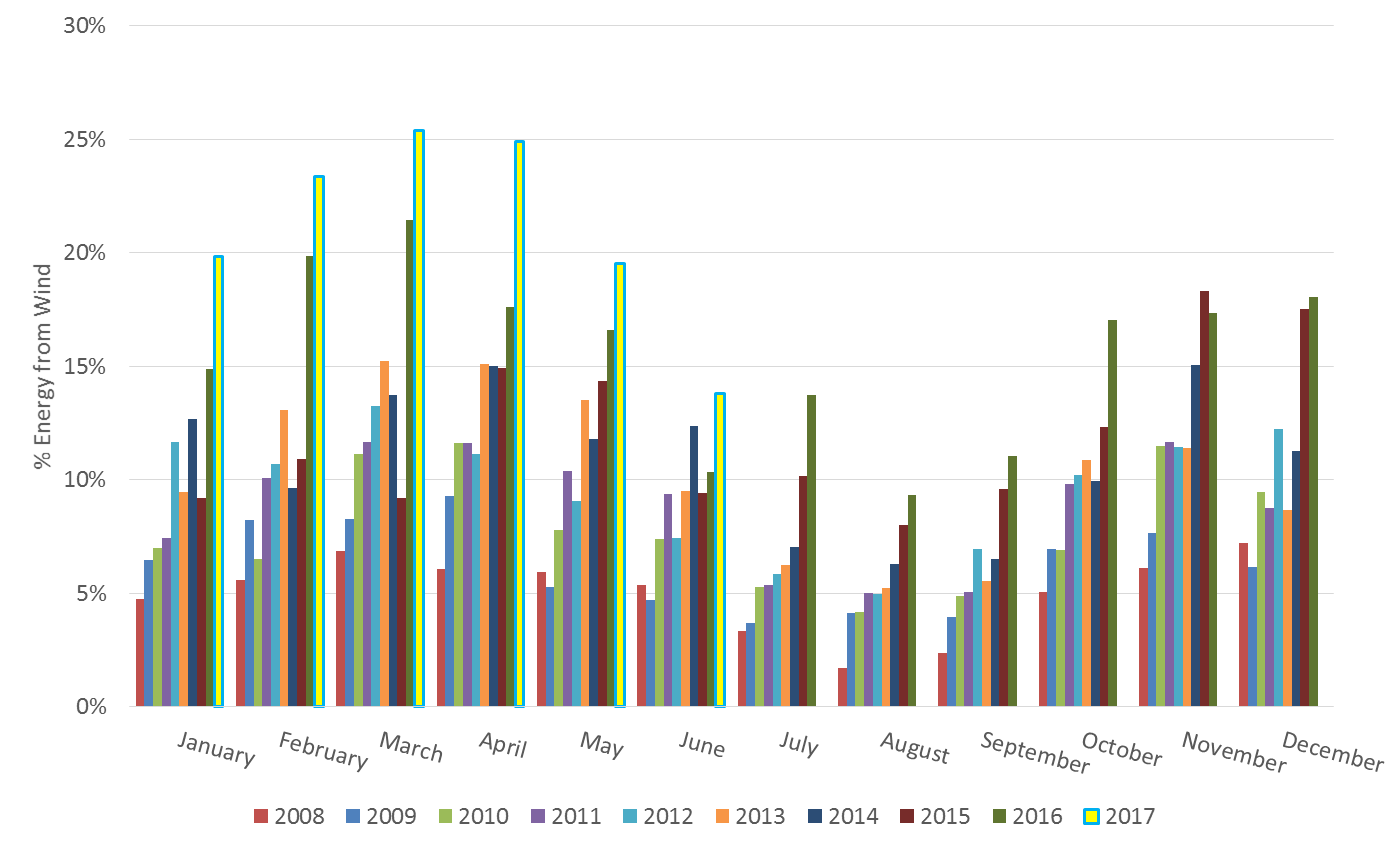 30%
25%
20%
15%
10%
5%
0%
% Energy from Wind
January February March April May June July August September October November December
2008 2009 2010 2011 2012 2013 2014 2015 2016 2017